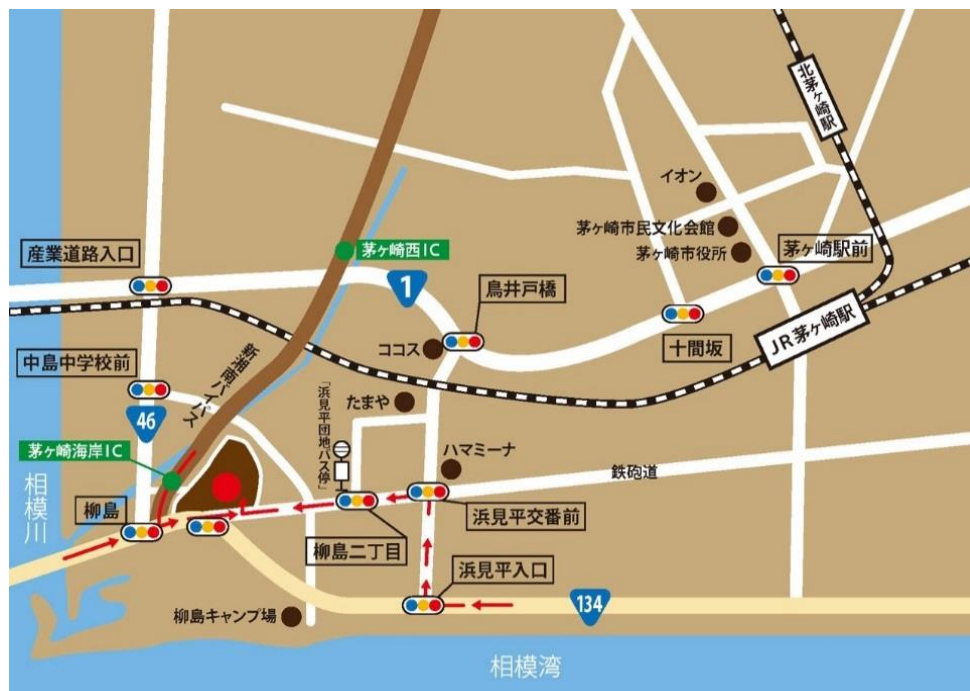 北茅ヶ崎駅
イオン
茅ヶ崎市民文化会館
茅ヶ崎市役所
茅ヶ崎駅前
産業道路入口
茅ヶ崎西IC
1
鳥井戸橋
十間坂
JR茅ヶ崎駅
ココス
中島中学校前
新湘南バイパス
46
「浜見平団地バス停」
たまや
ハマミーナ
鉄砲道
茅ヶ崎海岸IC
相模川
柳島
柳島二丁目
浜見平交番前
浜見平入口
134
柳島キャンプ場
相模湾